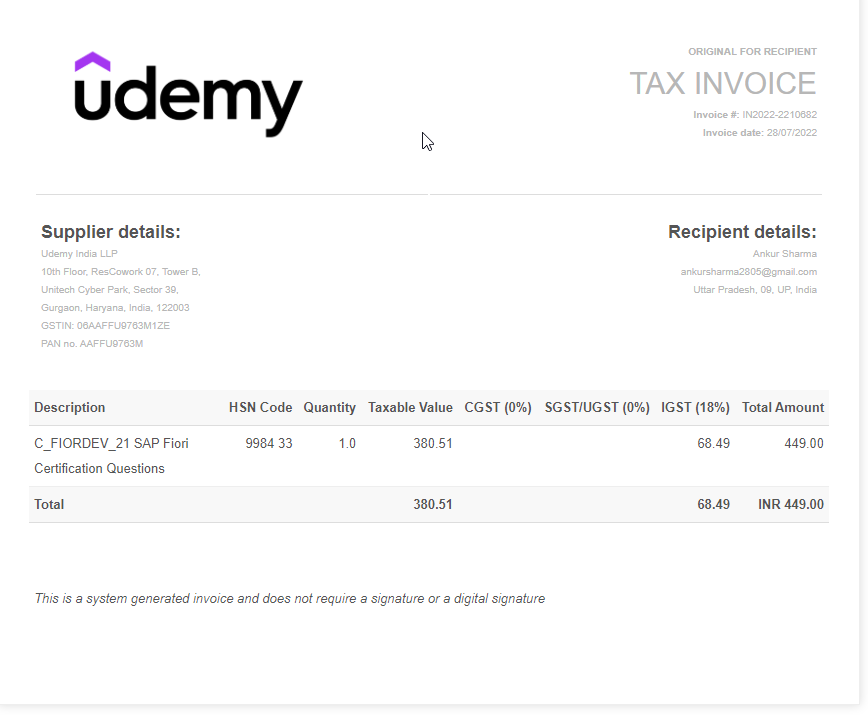 udemy
ORIGINAL FOR RECIPIENT
TAX INVOICE
Invoice #: IN2022-2210682
Invoice date: 28/07/2022
Supplier details:
Udemy India LLP
10th Floor, ResCowork 07, Tower B,
Unitech Cyber Park, Sector 39,
Gurgaon, Haryana, India, 122003
GSTIN: 06AAFFU9763M1ZE
PAN no. AAFFU9763M
Recipient details:
Ankur Sharma
ankursharma2805@gmail.com
Uttar Pradesh, 09, UP, India
Description HSN Code Quantity Taxable Value CGST (0%) SGST/UGST (0%) IGST (18%) Total Amount
C_FIORDEV_21 SAP Fiori 9984 33 1.0 380.51 68.49 449.00
Certification Questions
Total 380.51 68.49 INR 449.00
This is a system generated invoice and does not require a signature or a digital signature